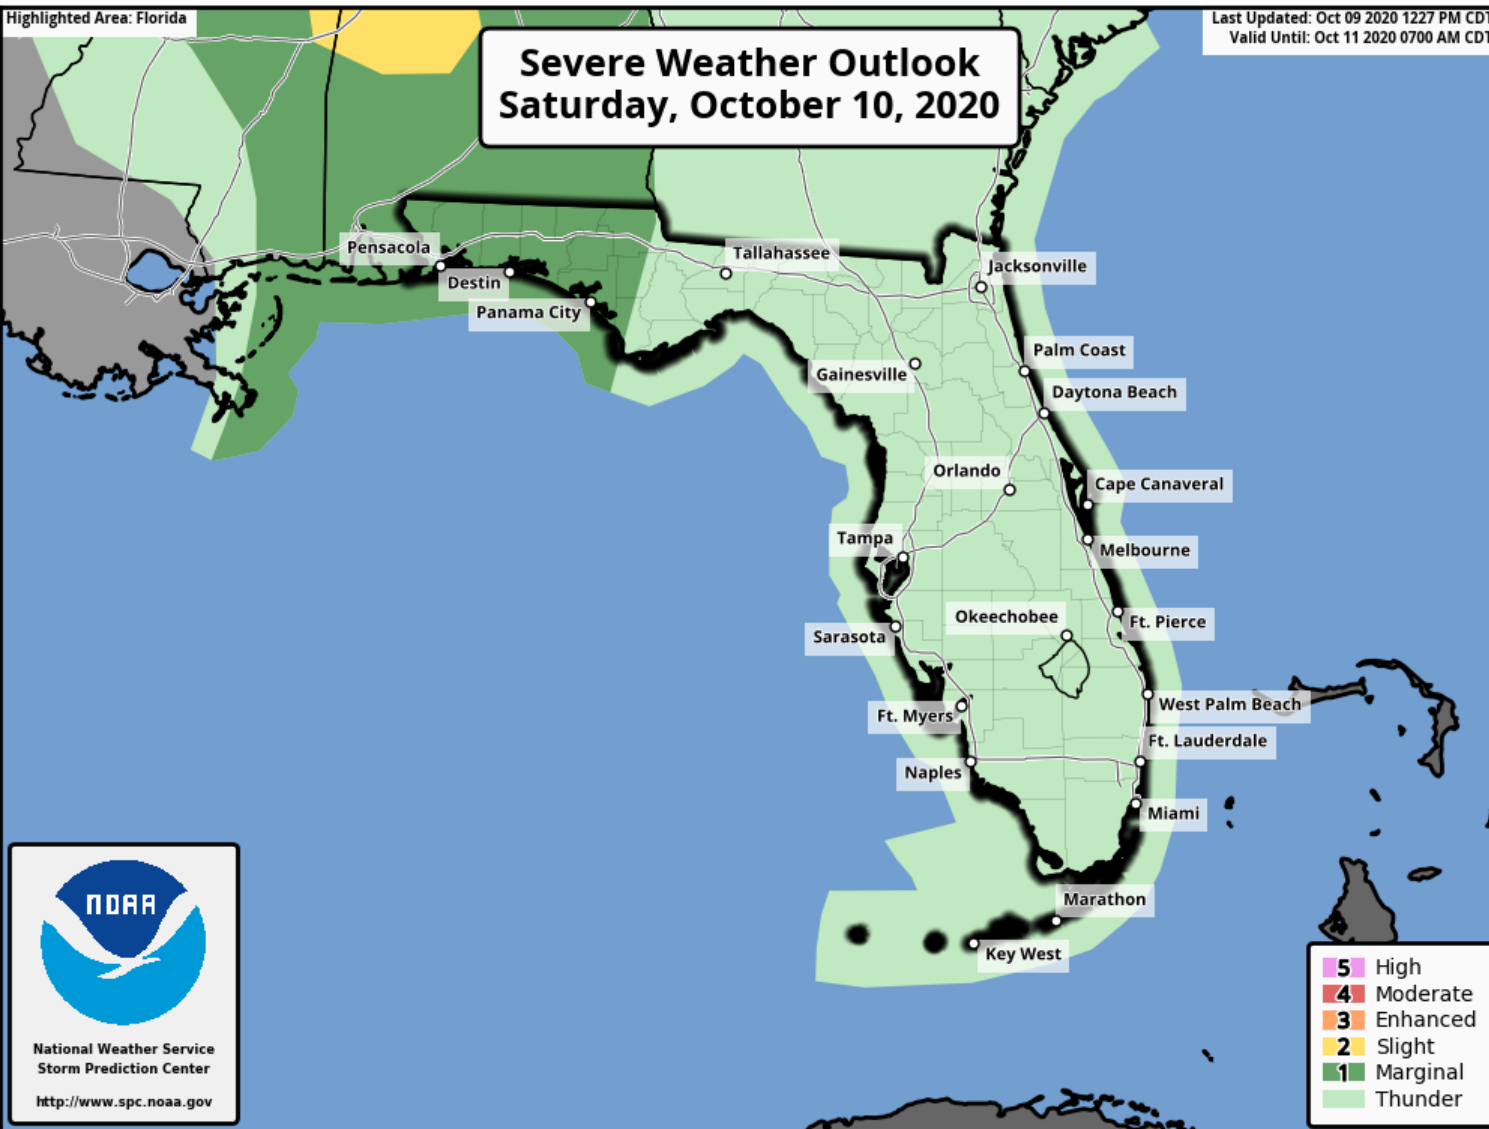 Highlighted Area: Florida
Last Updated: Oct 09 2020 1227 PM CDT
Valid Until: Oct 11 2020 0700 AM CDT
Severe Weather Outlook
Saturday, October 10, 2020
Pensacola
Tallahassee
Jacksonville
Destin
Panama City
Palm Coast
Gainesville
Daytona Beach
Orlando
Cape Canaveral
Tampa
Melbourne
Okeechobee
Ft. Pierce
Sarasota
West Palm Beach
Ft. Myers
Ft. Lauderdale
Naples
Miami
Marathon
Key West
NOAA
National Weather Service
Storm Prediction Center
http://www.spc.noaa.gov
5 High
4 Moderate
3 Enhanced
2 Slight
1 Marginal
Thunder